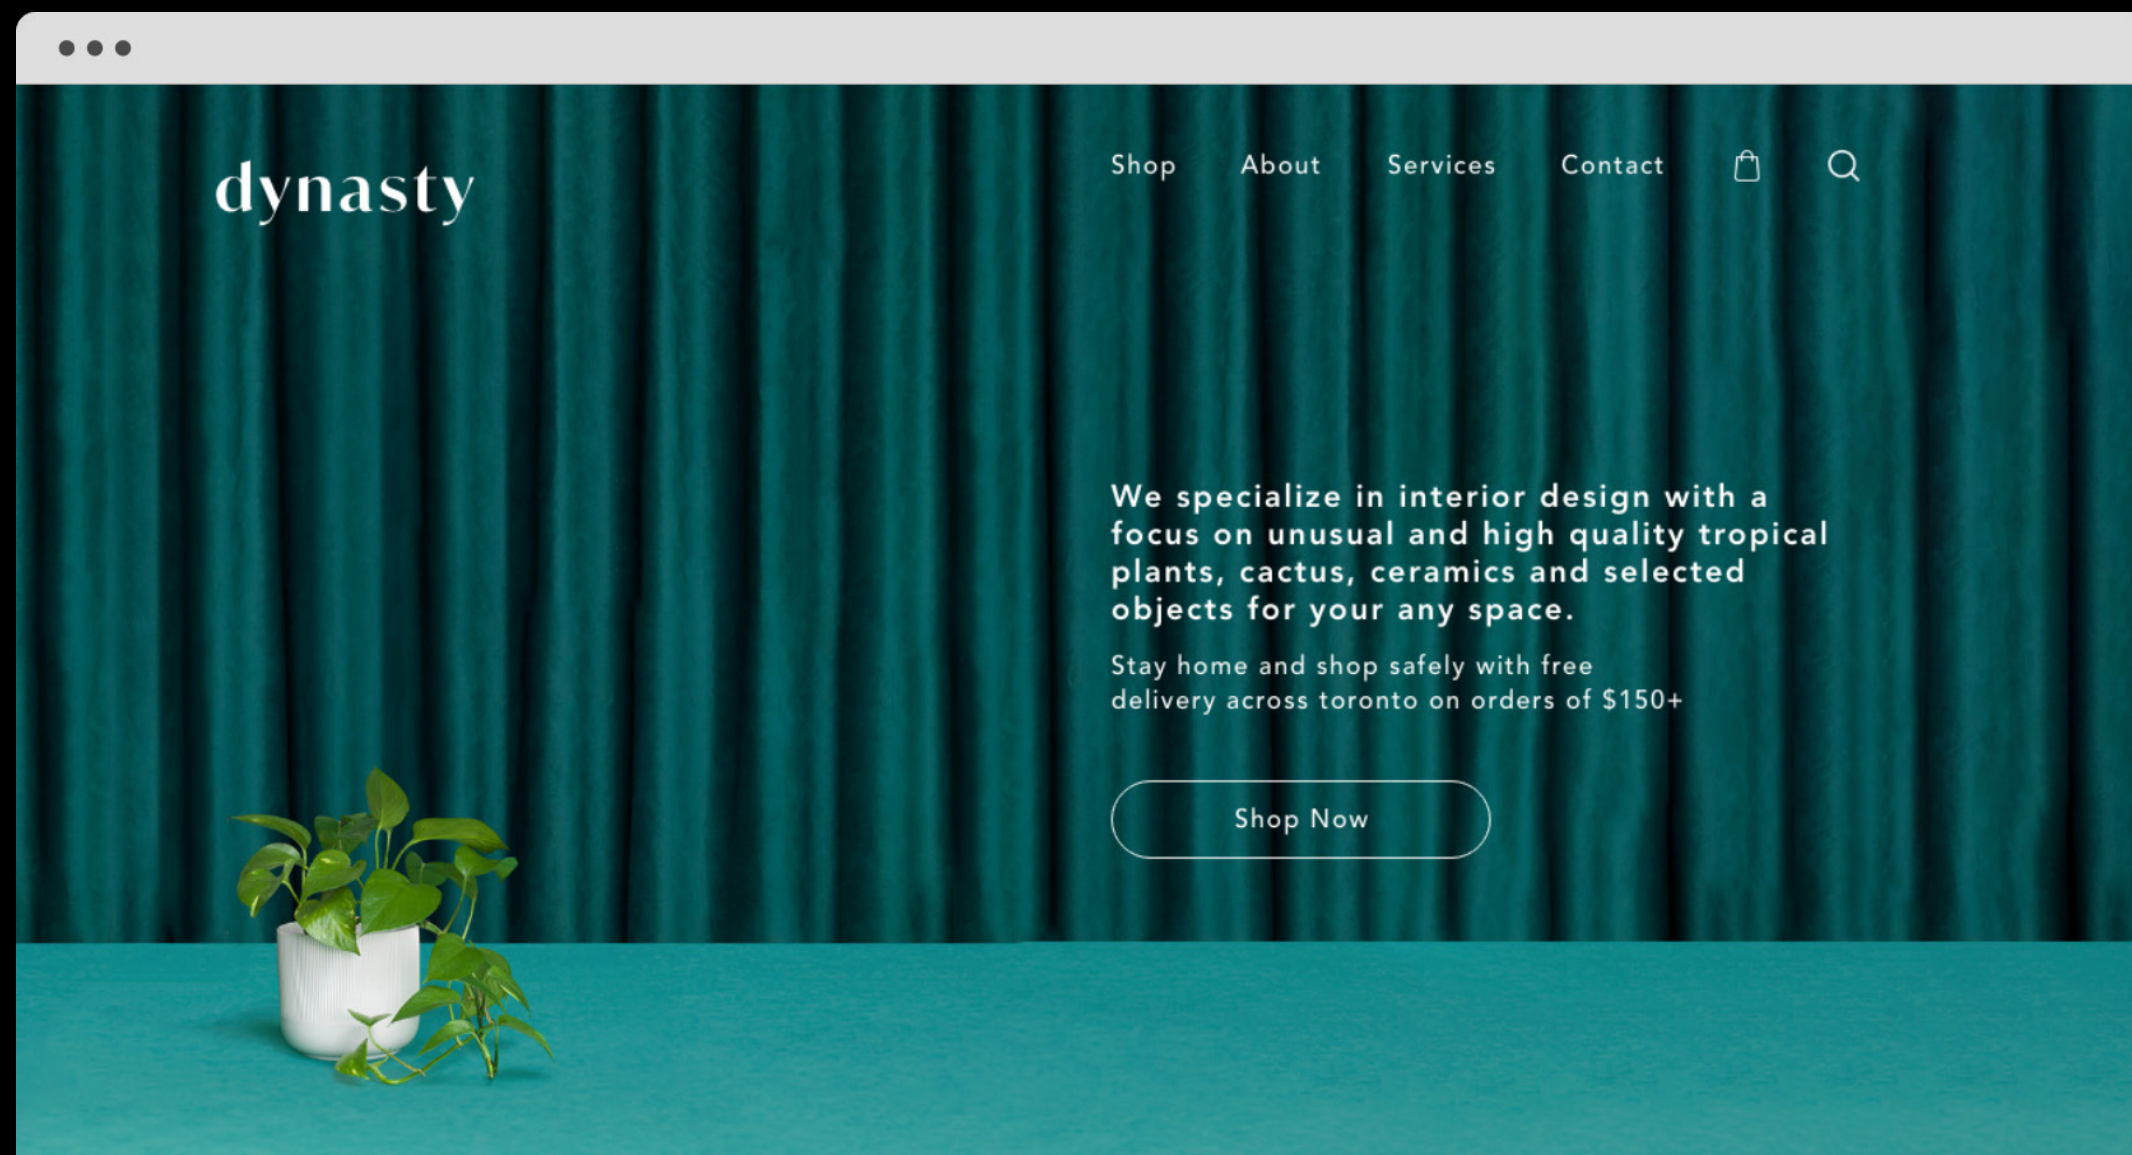 dynasty
Shop About Services Contact
We specialize in interior design with a
focus on unusual and high quality tropical
plants, cactus, ceramics and selected
objects for your any space.
Stay home and shop safely with free
delivery across toronto on orders of $150+
Shop Now